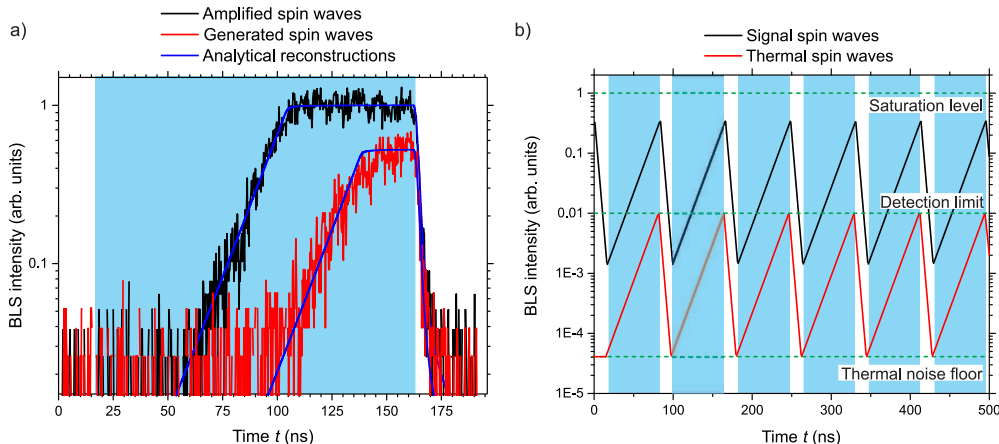 a)
Amplified spin waves
Generated spin waves
Analytical reconstructions
BLS intensity (arb. units)
1
0.1
0 25 50 75 100 125 150 175
Time t (ns)
b)
Signal spin waves
Thermal spin waves
BLS intensity (arb. units)
1
0.1
0.01
1E-3
1E-4
1E-5
Saturation level
Detection limit
Thermal noise floor
0 100 200 300 400 500
Time t (ns)